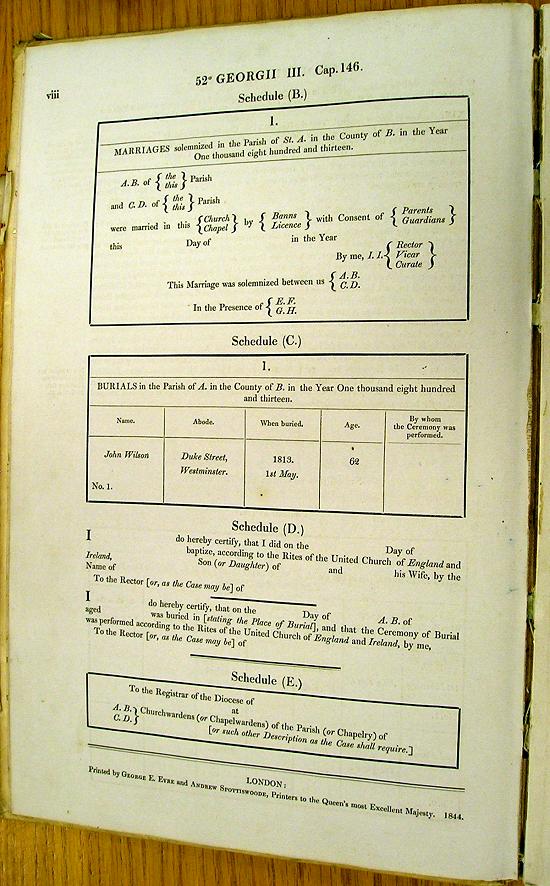 viii
52° GEORGII III. Cap. 146.
Schedule (B.)
1.
MARRIAGES solemnized in the Parish of St. A. in the County of B. in the Year
One thousand eight hundred and thirteen.
A.B. of { the this } Parish
and C.D. of { the this } Parish
were married in this { Church Chapel } by { Banns Licence } with Consent of { Parents Guardians }
this Day of in the Year
By me, I. I. { Rector Vicar Curate }
This Marriage was solemnized between us { A.B. C.D.
In the Presence of { E.F. G.H.
Schedule (C.)
1.
BURIALS in the Parish of A. in the County of B. in the Year One thousand eight hundred
and thirteen.
Name. Abode. When buried. Age. By whom the Ceremony was performed.
John Wilson Duke Street, Westminster. 1813. 1st May. 62
No. 1.
Schedule (D.)
I do hereby certify, that I did on the Day of
baptize, according to the Rites of the United Church of England and
Ireland, Son (or Daughter) of and his Wife, by the
Name of
To the Rector [or, as the Case may be] of
I do hereby certify, that on the Day of A. B. of
aged was buried in [stating the Place of Burial], and that the Ceremony of Burial
was performed according to the Rites of the United Church of England and Ireland, by me,
To the Rector [or, as the Case may be] of
Schedule (E.)
To the Registrar of the Diocese of
at
A. B. C. D. } Churchwardens (or Chapelwardens) of the Parish (or Chapelry) of
[or such other Description as the Case shall require.]
LONDON:
Printed by GEORGE E. EYRE and ANDREW SPOTTISWOODE, Printers to the Queen's most Excellent Majesty. 1844.